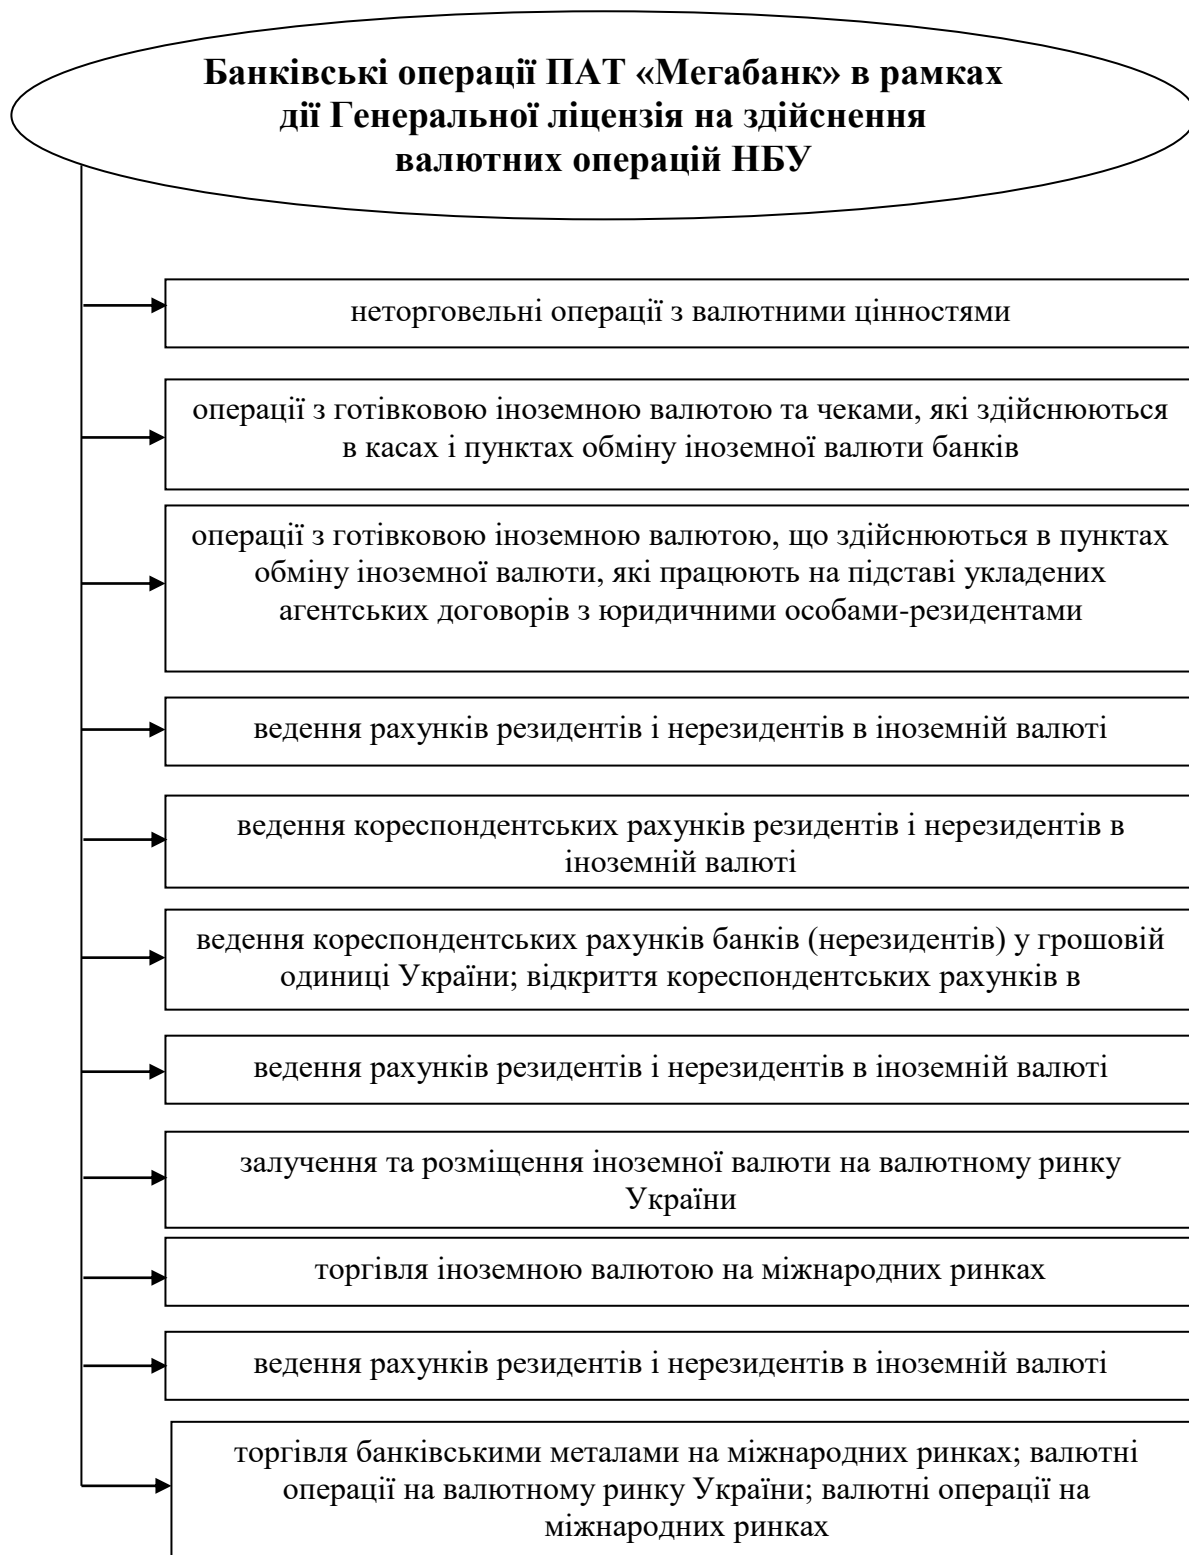 Банківські операції ПАТ «Мегабанк» в рамках
дії Генеральної ліцензія на здійснення
валютних операцій НБУ
неторговельні операції з валютними цінностями
операції з готівковою іноземною валютою та чеками, які здійснюються
в касах і пунктах обміну іноземної валюти банків
операції з готівковою іноземною валютою, що здійснюються в пунктах
обміну іноземної валюти, які працюють на підставі укладених
агентських договорів з юридичними особами-резидентами
ведення рахунків резидентів і нерезидентів в іноземній валюті
ведення кореспондентських рахунків резидентів і нерезидентів в
іноземній валюті
ведення кореспондентських рахунків банків (нерезидентів) у грошовій
одиниці України; відкриття кореспондентських рахунків в
ведення рахунків резидентів і нерезидентів в іноземній валюті
залучення та розміщення іноземної валюти на валютному ринку
України
торгівля іноземною валютою на міжнародних ринках
ведення рахунків резидентів і нерезидентів в іноземній валюті
торгівля банківськими металами на міжнародних ринках; валютні
операції на валютному ринку України; валютні операції на
міжнародних ринках